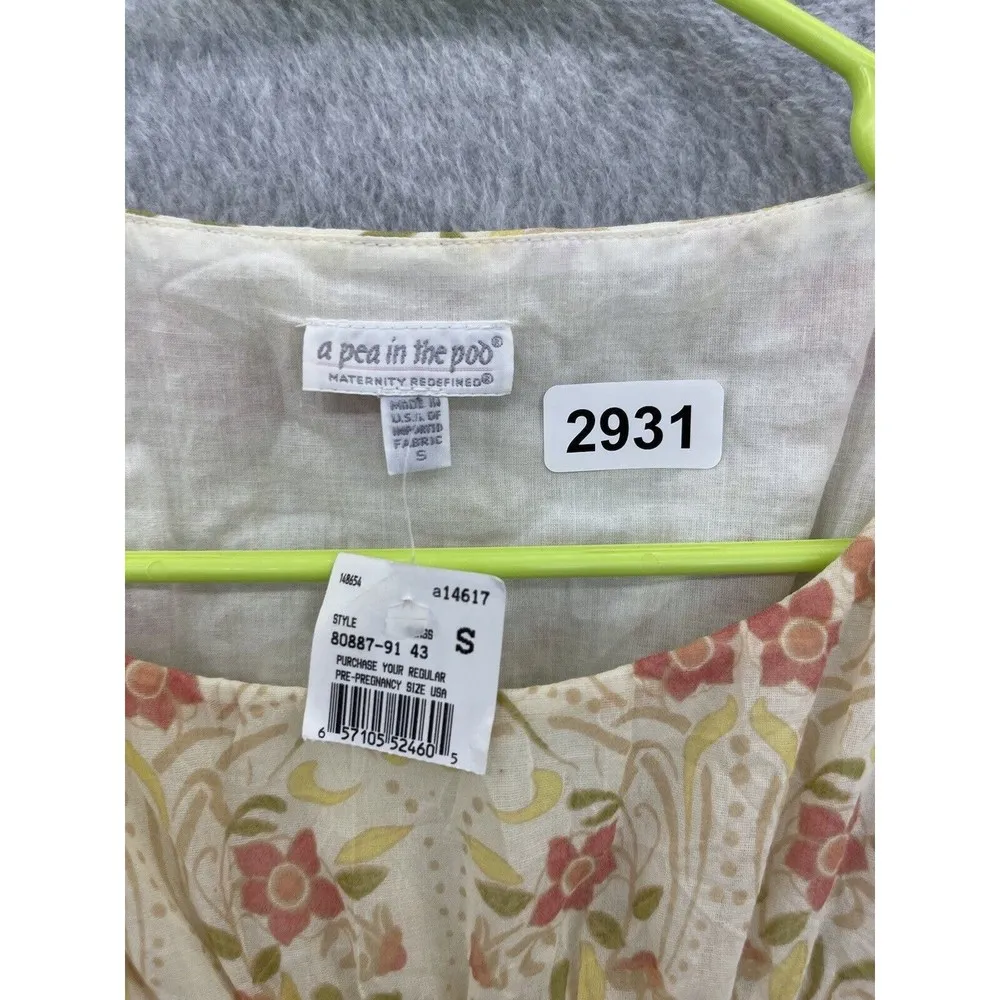 a pea in the pod®
MATERNITY REDEFINED®
MADE IN
U.S.A. OF
IMPORTED
FABRIC
S
2931
148654
a14617
STYLE
80887-91 43
S
PURCHASE YOUR REGULAR
PRE-PREGNANCY SIZE USA
6 57105 52460 5